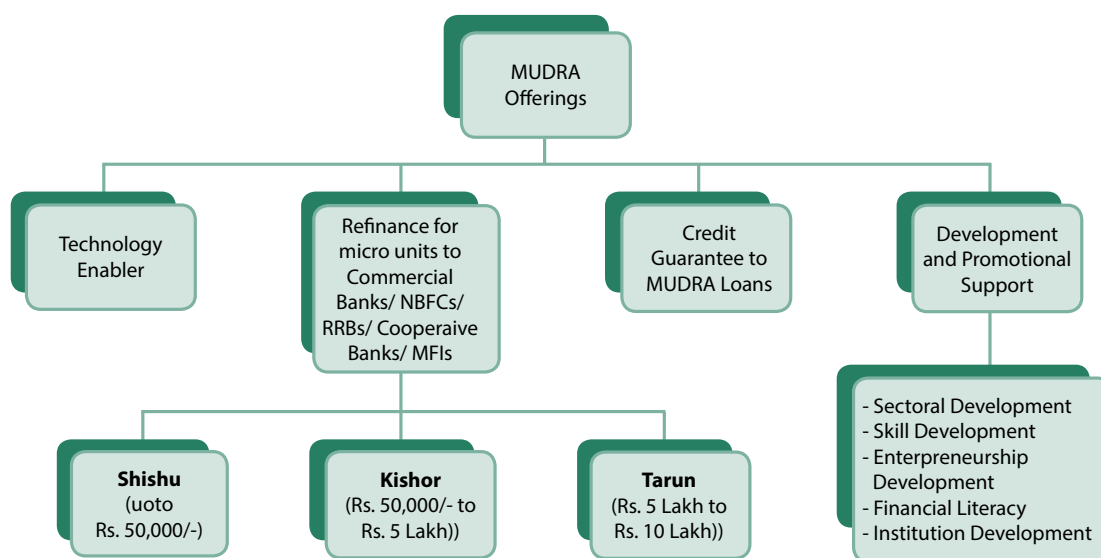 MUDRA
Offerings
Technology
Enabler
Refinance for
micro units to
Commercial
Banks/ NBFCs/
RRBs/ Cooperaive
Banks/ MFIs
Credit
Guarantee to
MUDRA Loans
Development
and Promotional
Support
Shishu
(uoto
Rs. 50,000/-)
Kishor
(Rs. 50,000/- to
Rs. 5 Lakh))
Tarun
(Rs. 5 Lakh to
Rs. 10 Lakh))
- Sectoral Development
- Skill Development
- Enterpreneurship
Development
- Financial Literacy
- Institution Development